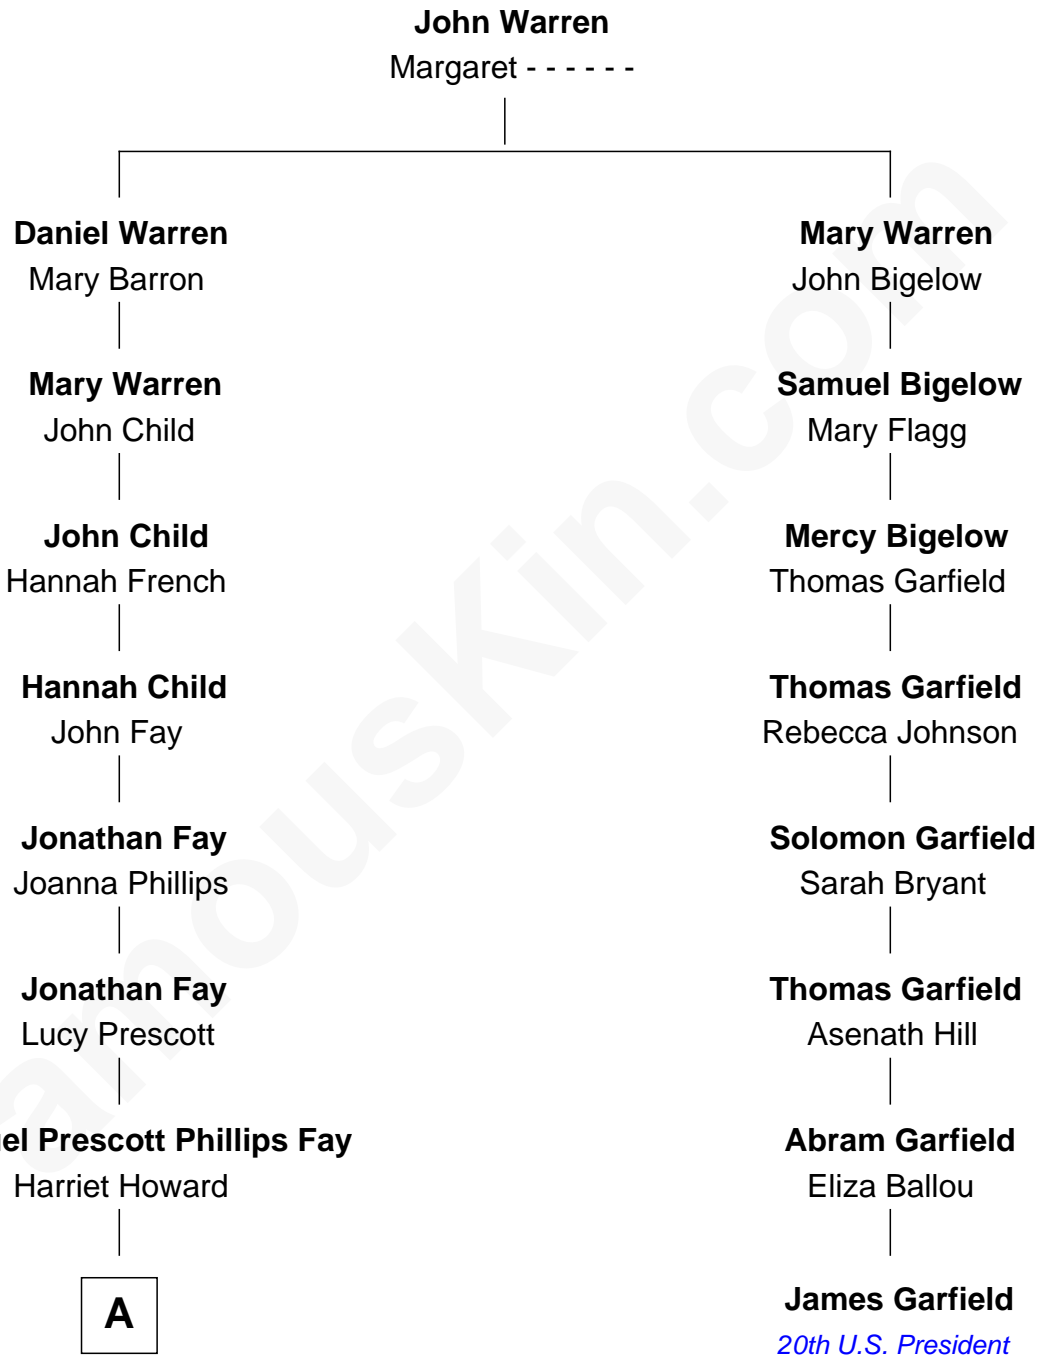 John Warren
Margaret - - - - - -
Daniel Warren
Mary Barron
Mary Warren
John Bigelow
Mary Warren
John Child
Samuel Bigelow
Mary Flagg
John Child
Hannah French
Mercy Bigelow
Thomas Garfield
Hannah Child
John Fay
Thomas Garfield
Rebecca Johnson
Jonathan Fay
Joanna Phillips
Solomon Garfield
Sarah Bryant
Jonathan Fay
Lucy Prescott
Thomas Garfield
Asenath Hill
el Prescott Phillips Fay
Harriet Howard
Abram Garfield
Eliza Ballou
A
James Garfield
20th U.S. President
amouskin.com